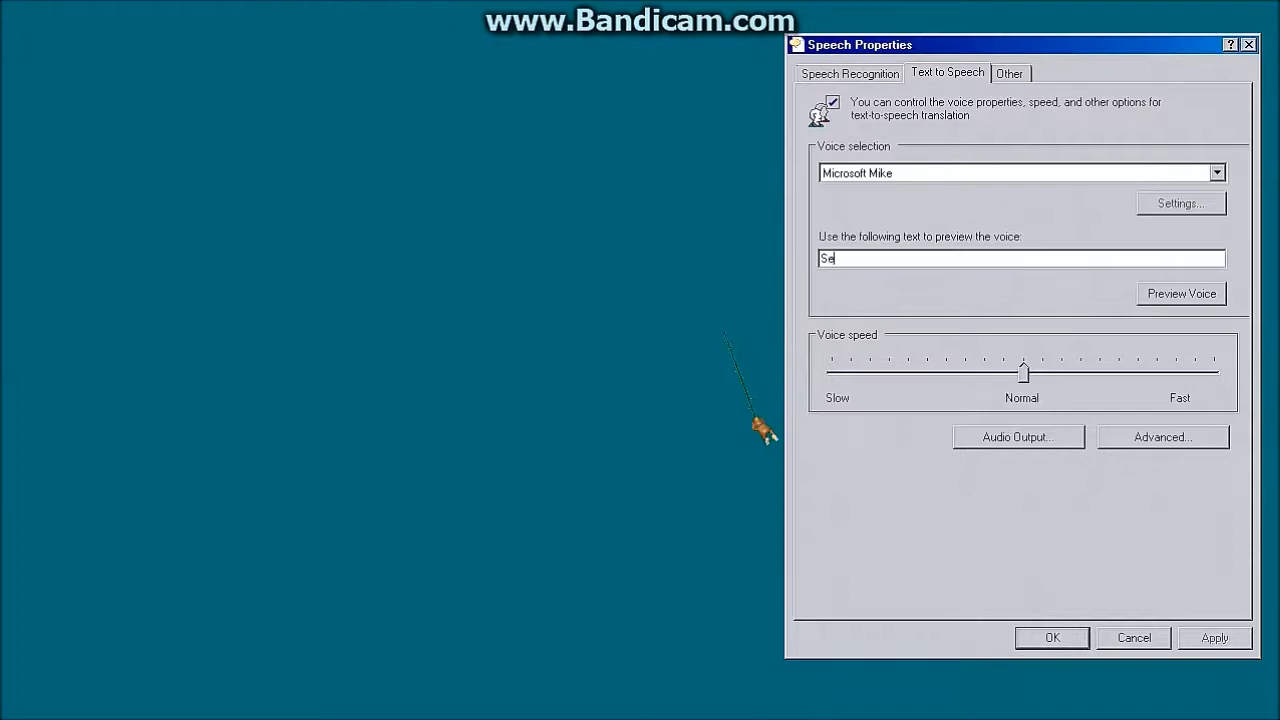 www.Bandicam.com
Speech Properties
Speech Recognition
Text to Speech
Other
You can control the voice properties, speed, and other options for
text-to-speech translation
Voice selection
Microsoft Mike
Settings...
Use the following text to preview the voice:
Se
Preview Voice
Voice speed
Slow
Normal
Fast
Audio Output...
Advanced...
OK
Cancel
Apply